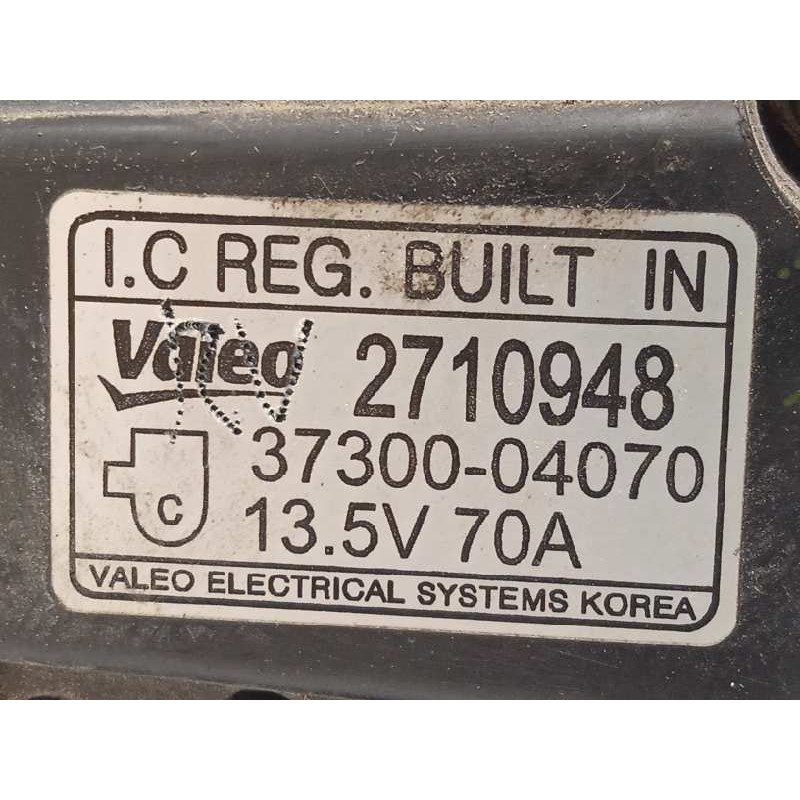 I.C REG. BUILT IN
Valeo 2710948
37300-04070
C
13.5V 70A
VALEO ELECTRICAL SYSTEMS KOREA